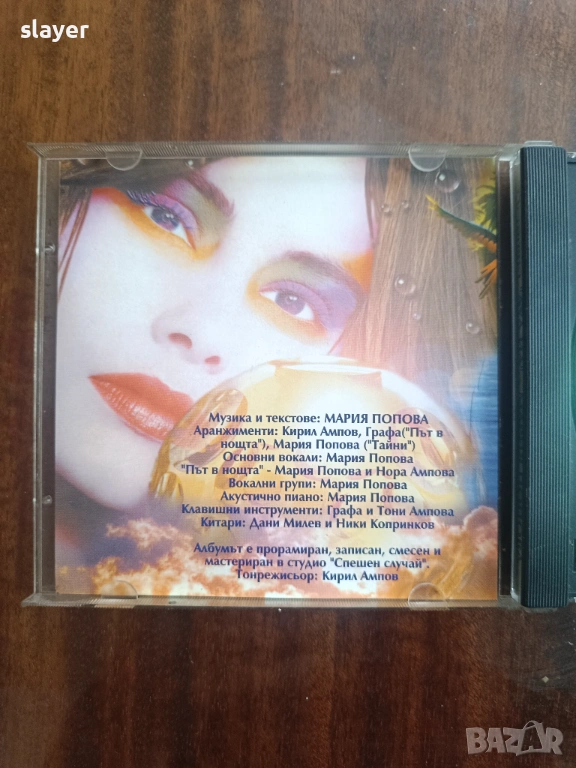 slayer
Музика и текстове: МАРИЯ ПОПОВА
Аранжименти: Кирил Ампов, Графа("Път в
нощта"), Мария Попова ("Тайни")
Основни вокали: Мария Попова
"Път в нощта" - Мария Попова и Нора Ампова
Вокални групи: Мария Попова
Акустично пиано: Мария Попова
Клавишни инструменти: Графа и Тони Ампова
Китари: Дани Милев и Ники Копринков
Албумът е прорамиран, записан, смесен и
мастериран в студио "Спешен случай".
Тонрежисьор: Кирил Ампов
BAZAR